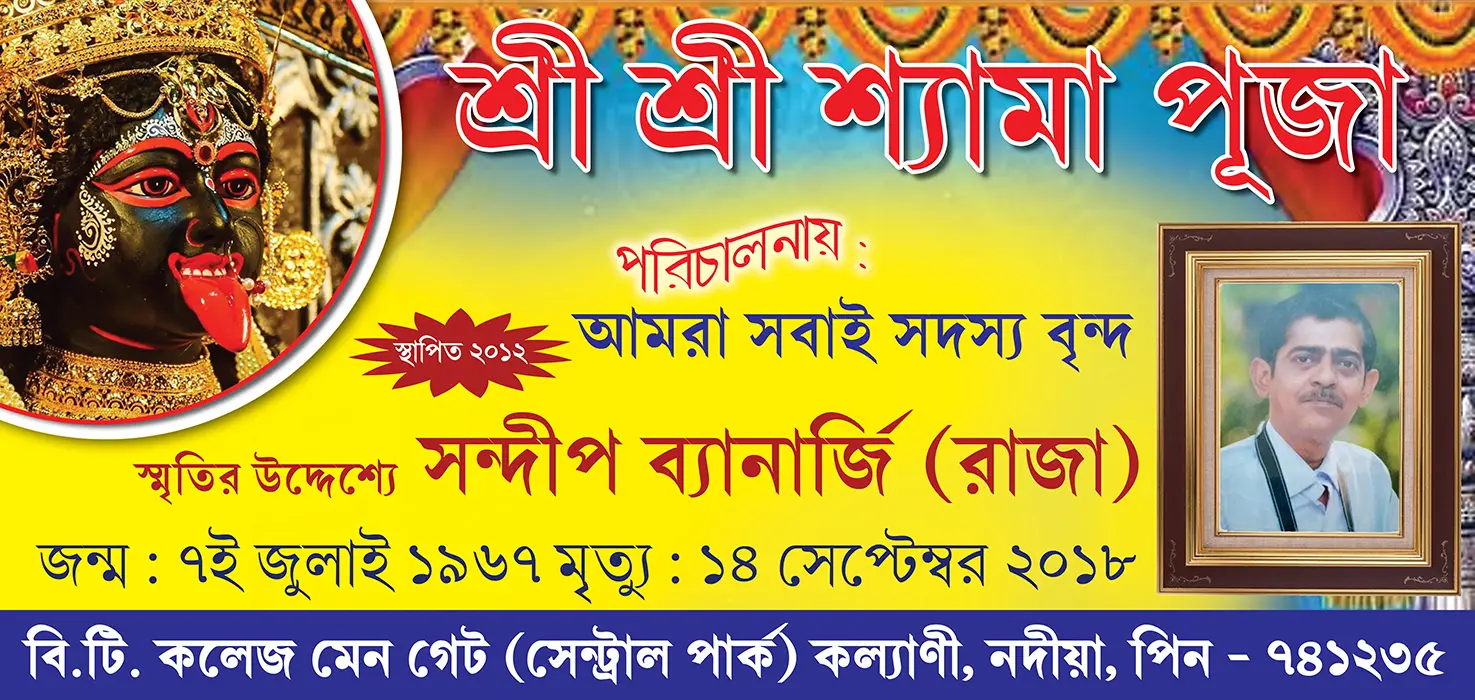 শ্রী শ্রী শ্যামা পূজা
পরিচালনায় :
স্থাপিত ২০১২
আমরা সবাই সদস্য বৃন্দ
স্মৃতির উদ্দেশ্যে সন্দীপ ব্যানার্জি (রাজা)
জন্ম : ৭ই জুলাই ১৯৬৭ মৃত্যু : ১৪ সেপ্টেম্বর ২০১৮
বি.টি. কলেজ মেন গেট (সেন্ট্রাল পার্ক) কল্যাণী, নদীয়া, পিন - ৭৪১২৩৫